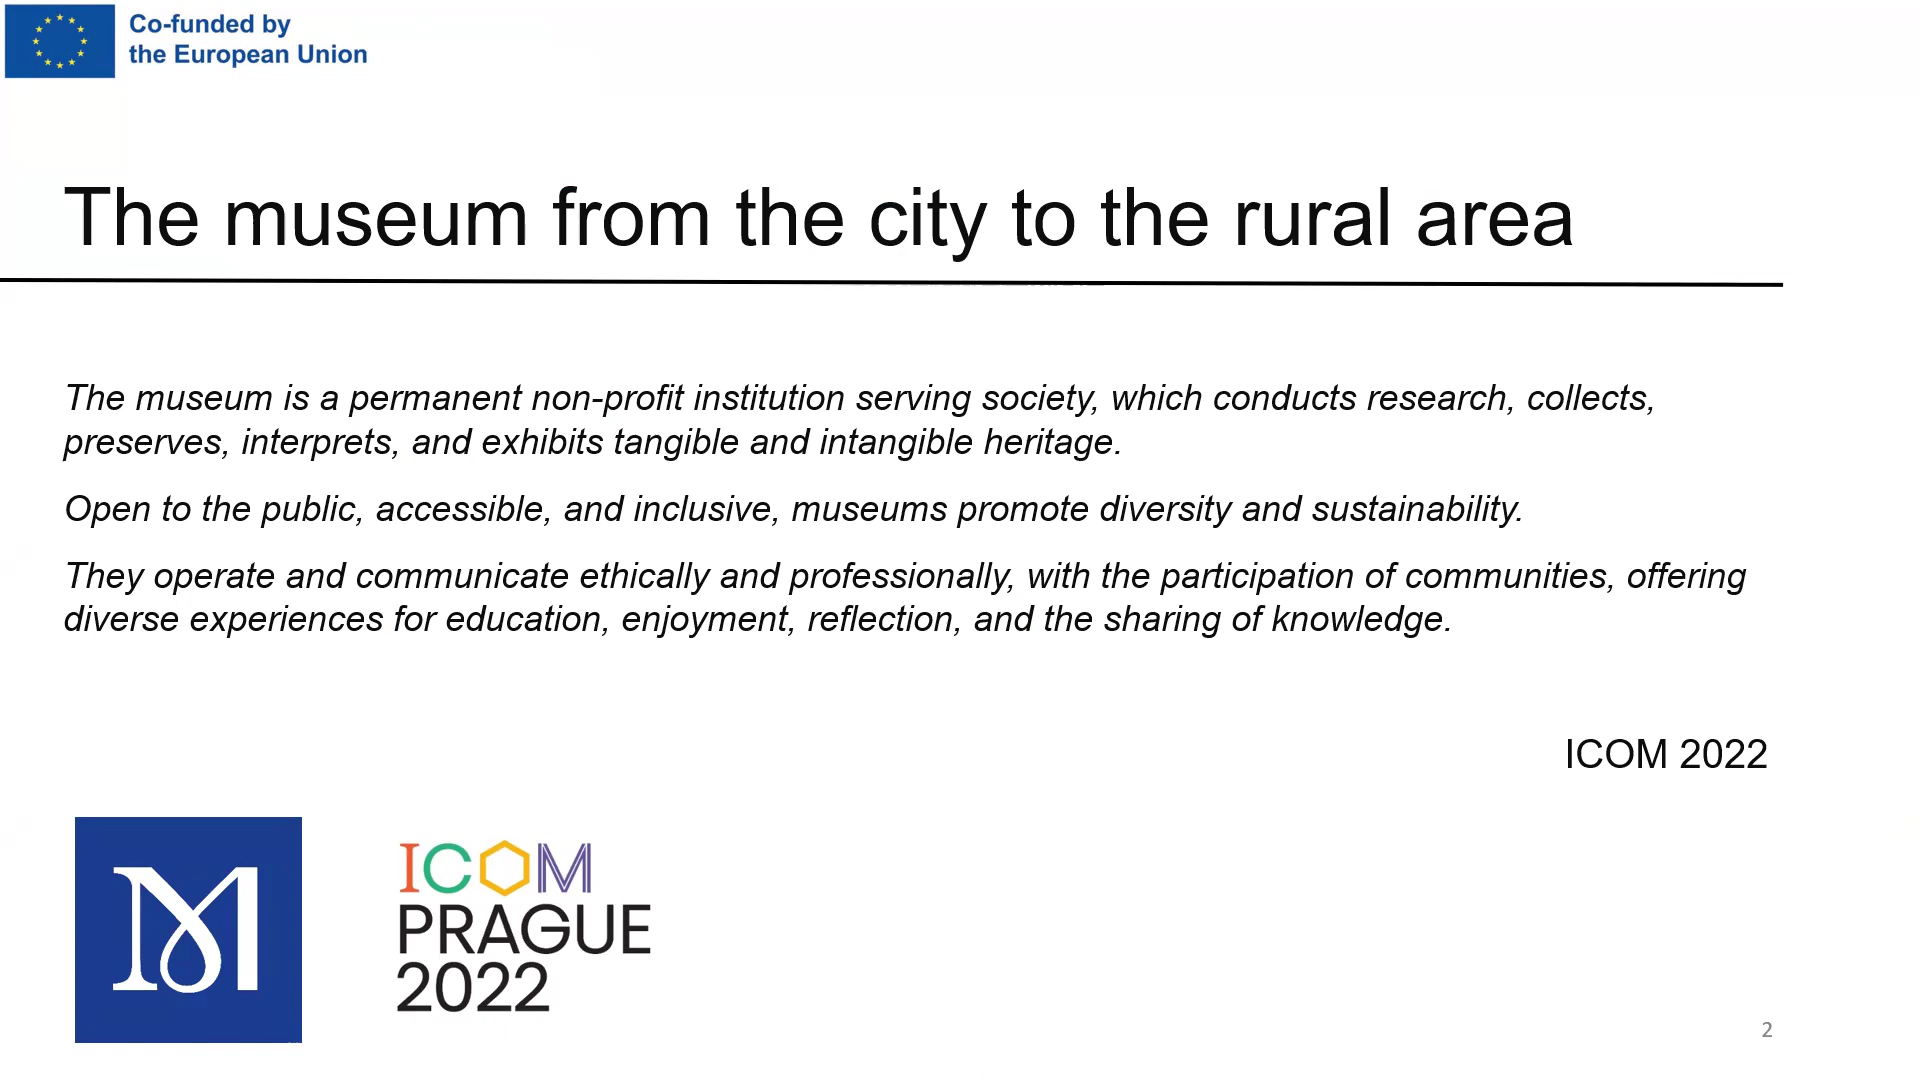 Co-funded by
the European Union
The museum from the city to the rural area
The museum is a permanent non-profit institution serving society, which conducts research, collects,
preserves, interprets, and exhibits tangible and intangible heritage.
Open to the public, accessible, and inclusive, museums promote diversity and sustainability.
They operate and communicate ethically and professionally, with the participation of communities, offering
diverse experiences for education, enjoyment, reflection, and the sharing of knowledge.
ICOM 2022
M
ICOM
PRAGUE
2022
2